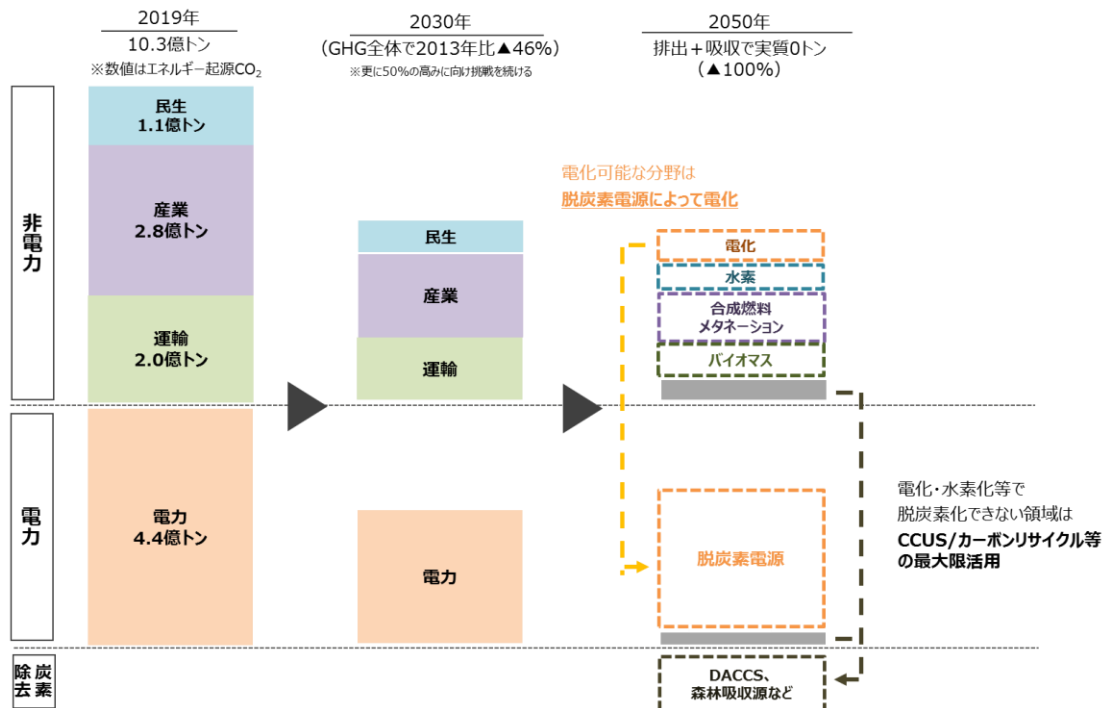 2019年
10.3億トン
※数値はエネルギー起源CO2
2030年
(GHG全体で2013年比▲46%)
※更に50%の高みに向け挑戦を続ける
2050年
排出+吸収で実質0トン
(▲100%)
非電力
民生
1.1億トン
産業
2.8億トン
運輸
2.0億トン
民生
産業
運輸
電化可能な分野は
脱炭素電源によって電化
電化
水素
合成燃料
メタネーション
バイオマス
電力
電力
4.4億トン
電力
脱炭素電源
電化・水素化等で
脱炭素化できない領域は
CCUS/カーボンリサイクル等
の最大限活用
炭素
除去
DACCS、
森林吸収源など